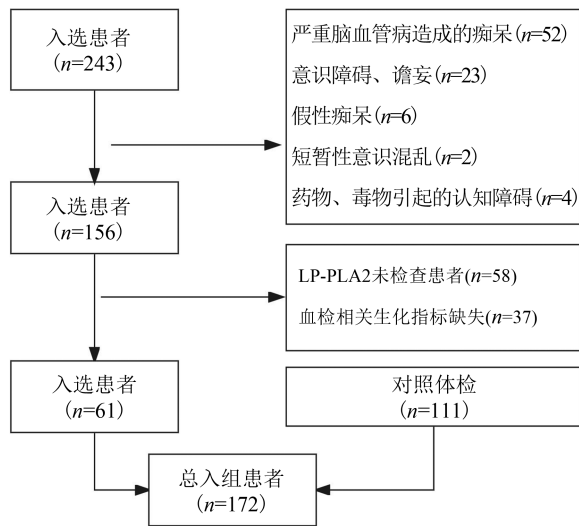 入选患者
(n=243)
严重脑血管病造成的痴呆(n=52)
意识障碍、谵妄(n=23)
假性痴呆(n=6)
短暂性意识混乱(n=2)
药物、毒物引起的认知障碍(n=4)
入选患者
(n=156)
LP-PLA2未检查患者(n=58)
血检相关生化指标缺失(n=37)
入选患者
(n=61)
对照体检
(n=111)
总入组患者
(n=172)